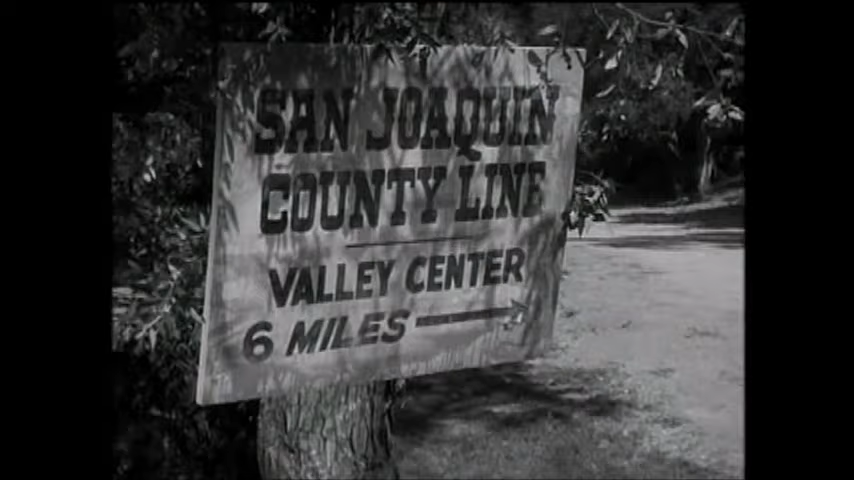 SAN JOAQUIN
COUNTY LINE
VALLEY CENTER
6 MILES